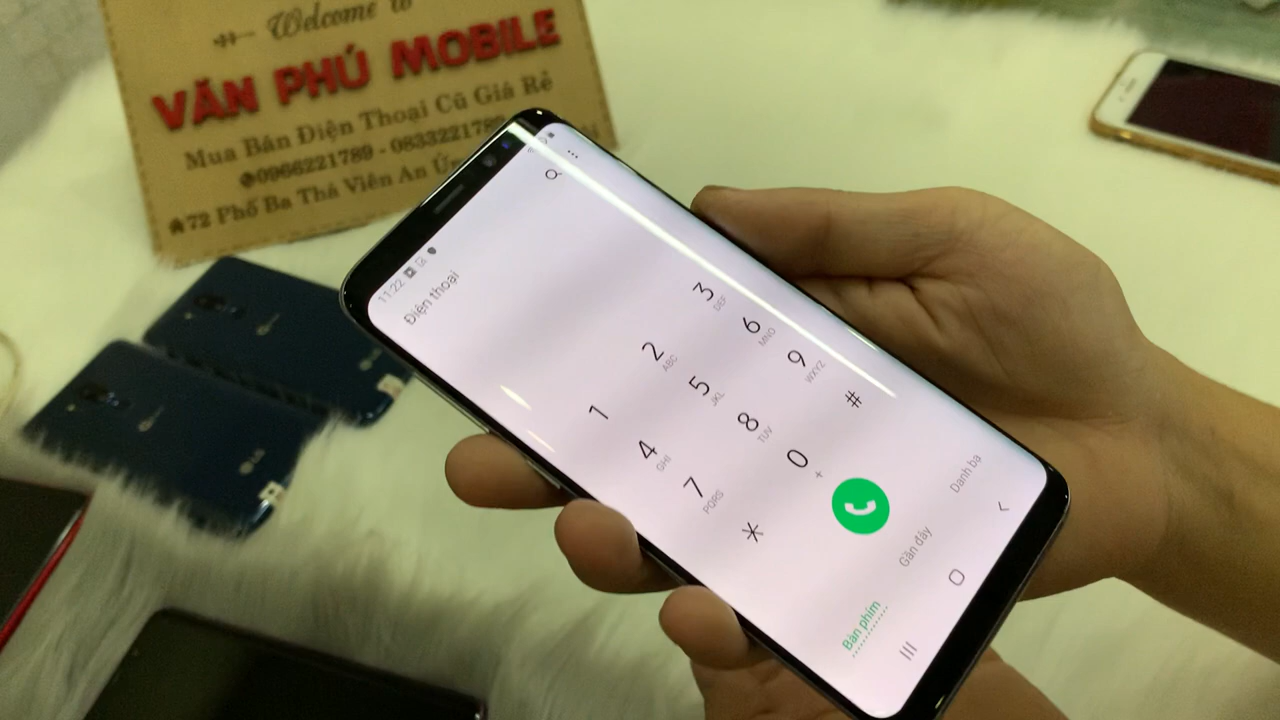 Welcome to
VĂN PHÚ MOBILE
Mua Bán Điện Thoại Cũ Giá Rẻ
0966221789 - 0833221789
72 Phố Ba Thá Viên An
11:22
Điện thoại
1
2 ABC
3 DEF
4 GHI
5 JKL
6 MNO
7 PQRS
8 TUV
9 WXYZ
*
0 +
#
Bàn phím
Gần đây
Danh bạ
LG